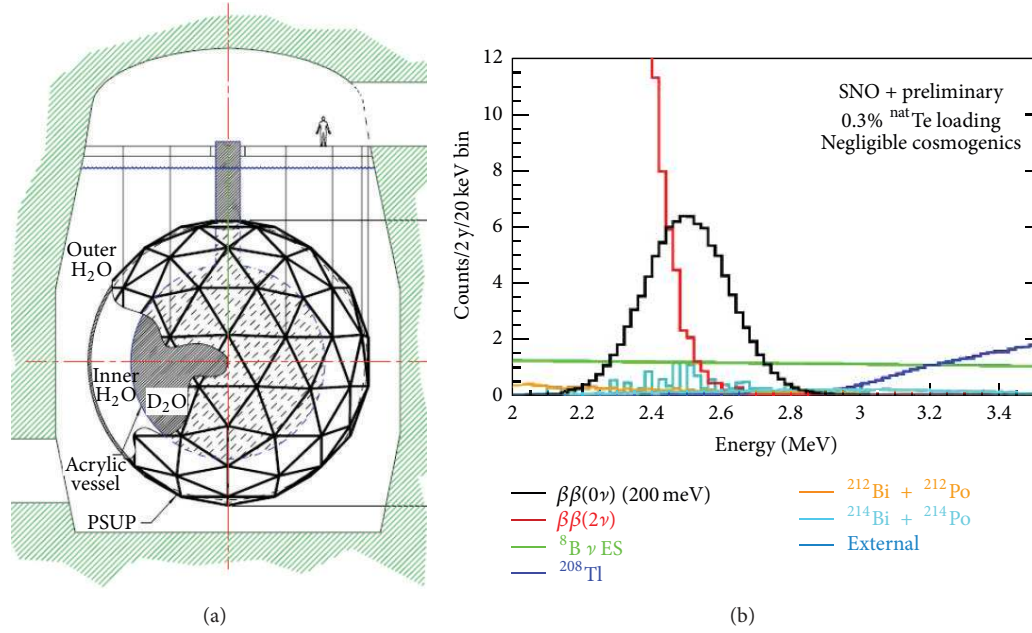 Outer
H₂O
Inner
H₂O
D₂O
Acrylic
vessel
PSUP
(a)
Counts/2 y/20 keV bin
12
10
8
6
4
2
0
SNO + preliminary
0.3% ⁿᵃᵗTe loading
Negligible cosmogenics
2 2.2 2.4 2.6 2.8 3 3.2 3.4
Energy (MeV)
ββ(0ν) (200 meV)
ββ(2ν)
⁸B ν ES
²⁰⁸Tl
²¹²Bi + ²¹²Po
²¹⁴Bi + ²¹⁴Po
External
(b)